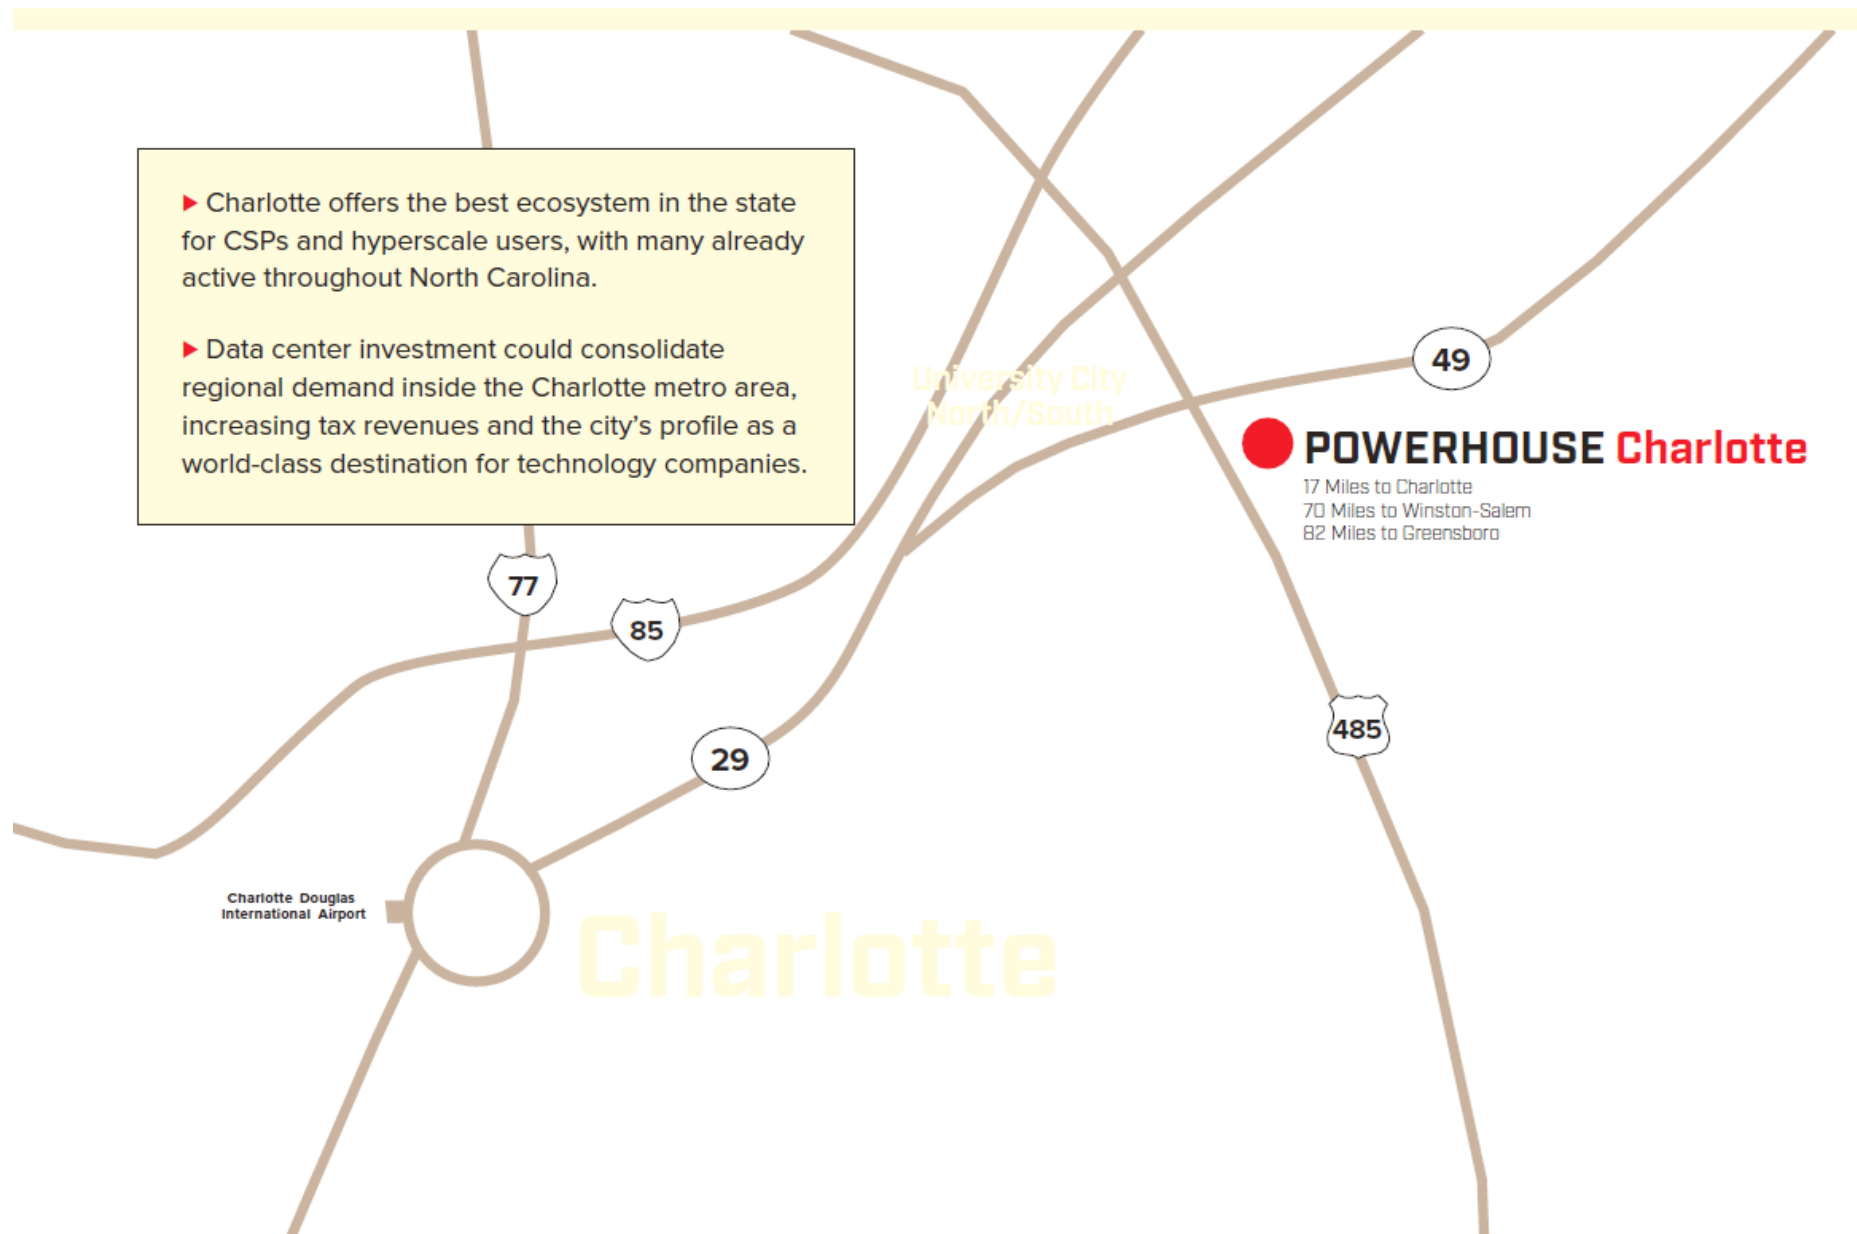 ▶ Charlotte offers the best ecosystem in the state
for CSPs and hyperscale users, with many already
active throughout North Carolina.
▶ Data center investment could consolidate
regional demand inside the Charlotte metro area,
increasing tax revenues and the city's profile as a
world-class destination for technology companies.
University City
North/South
49
POWERHOUSE Charlotte
17 Miles to Charlotte
70 Miles to Winston-Salem
82 Miles to Greensboro
77
85
29
485
Charlotte Douglas
International Airport
Charlotte